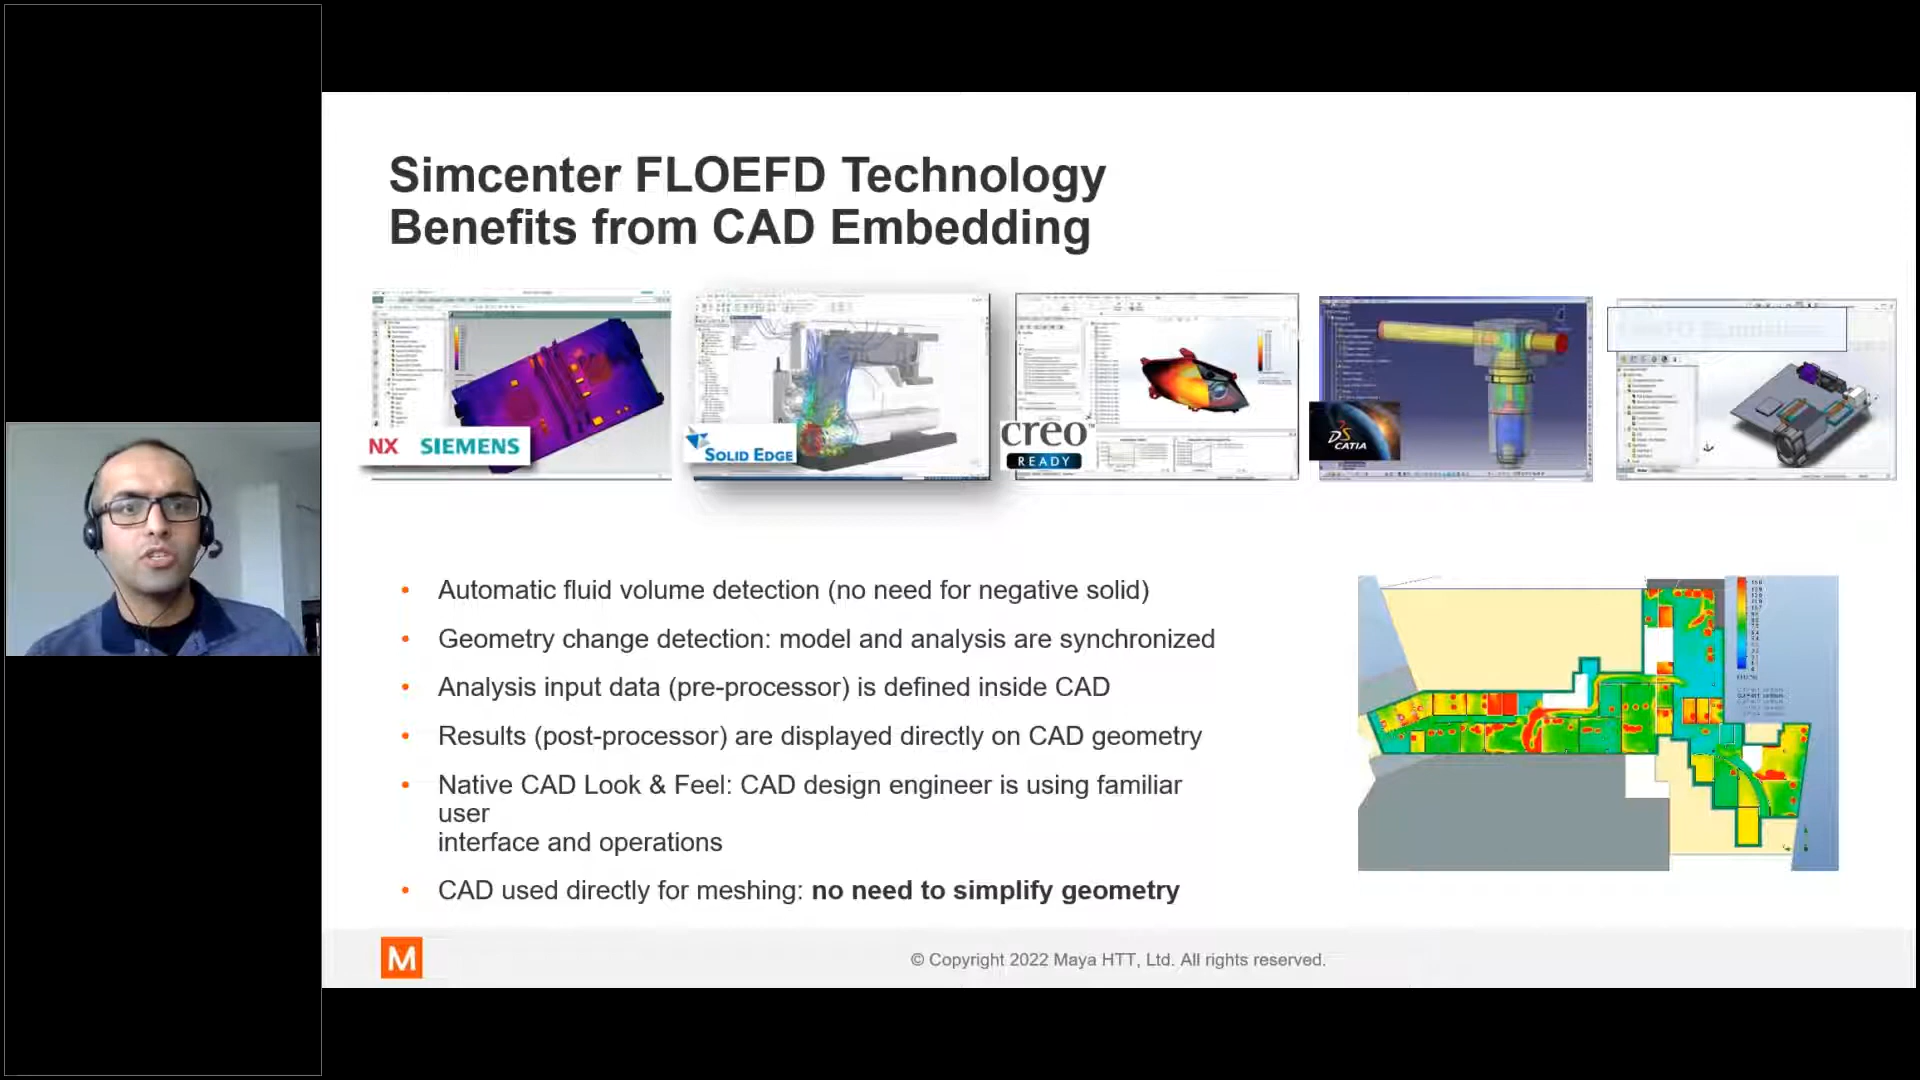 Simcenter FLOEFD Technology
Benefits from CAD Embedding
NX SIEMENS
SOLID EDGE
creo™
READY
DS
CATIA
• Automatic fluid volume detection (no need for negative solid)
• Geometry change detection: model and analysis are synchronized
• Analysis input data (pre-processor) is defined inside CAD
• Results (post-processor) are displayed directly on CAD geometry
• Native CAD Look & Feel: CAD design engineer is using familiar
user
interface and operations
• CAD used directly for meshing: no need to simplify geometry
M
© Copyright 2022 Maya HTT, Ltd. All rights reserved.